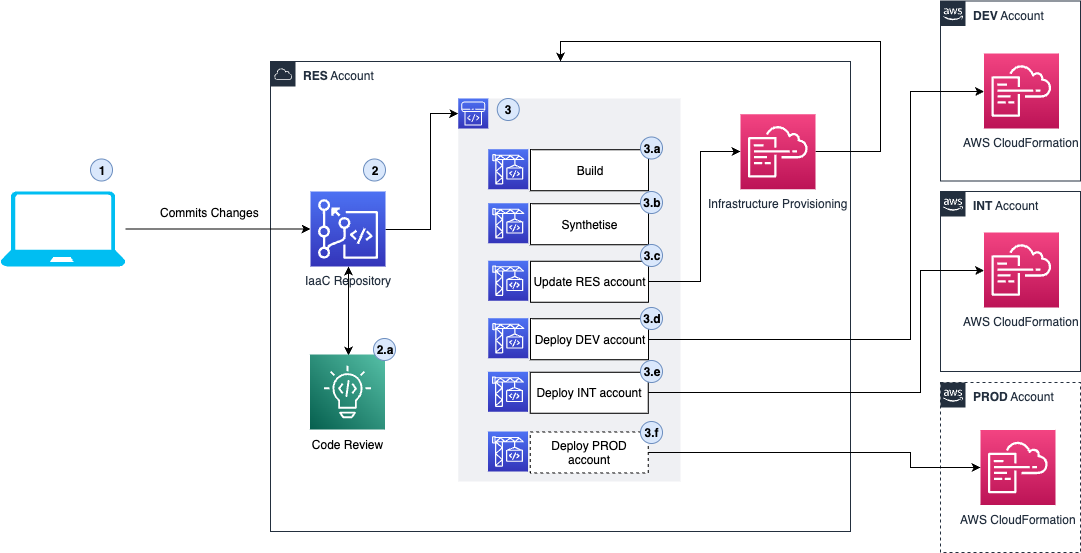 aws
DEV Account
AWS CloudFormation
RES Account
3
1
Commits Changes
2
IaaC Repository
2.a
Code Review
3.a
Build
3.b
Synthetise
3.c
Update RES account
3.d
Deploy DEV account
3.e
Deploy INT account
3.f
Deploy PROD
account
Infrastructure Provisioning
aws
INT Account
AWS CloudFormation
aws
PROD Account
AWS CloudFormation